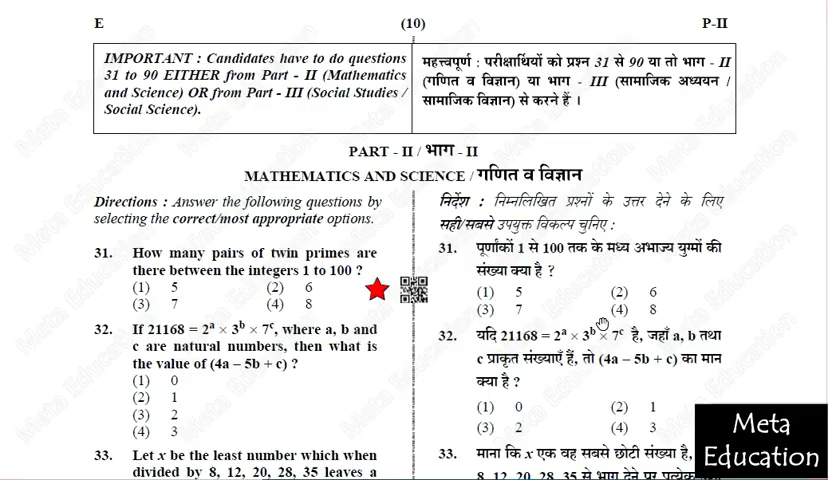 E (10) P-II
IMPORTANT : Candidates have to do questions
31 to 90 EITHER from Part - II (Mathematics
and Science) OR from Part - III (Social Studies /
Social Science).
महत्त्वपूर्ण : परीक्षार्थियों को प्रश्न 31 से 90 या तो भाग - II
(गणित व विज्ञान) या भाग - III (सामाजिक अध्ययन /
सामाजिक विज्ञान) से करने हैं ।
PART - II / भाग - II
MATHEMATICS AND SCIENCE / गणित व विज्ञान
Directions : Answer the following questions by
selecting the correct/most appropriate options.
31. How many pairs of twin primes are
there between the integers 1 to 100 ?
(1) 5 (2) 6
(3) 7 (4) 8
32. If 21168 = 2ᵃ × 3ᵇ × 7ᶜ, where a, b and
c are natural numbers, then what is
the value of (4a – 5b + c) ?
(1) 0
(2) 1
(3) 2
(4) 3
33. Let x be the least number which when
divided by 8, 12, 20, 28, 35 leaves a
निर्देश : निम्नलिखित प्रश्नों के उत्तर देने के लिए
सही/सबसे उपयुक्त विकल्प चुनिए :
31. पूर्णांकों 1 से 100 तक के मध्य अभाज्य युग्मों की
संख्या क्या है ?
(1) 5 (2) 6
(3) 7 (4) 8
32. यदि 21168 = 2ᵃ × 3ᵇ × 7ᶜ है, जहाँ a, b तथा
c प्राकृत संख्याएँ हैं, तो (4a – 5b + c) का मान
क्या है ?
(1) 0 (2) 1
(3) 2 (4) 3
33. माना कि x एक वह सबसे छोटी संख्या है,
8, 12, 20, 28, 35 से भाग देने पर प्रत्येक
Meta
Education